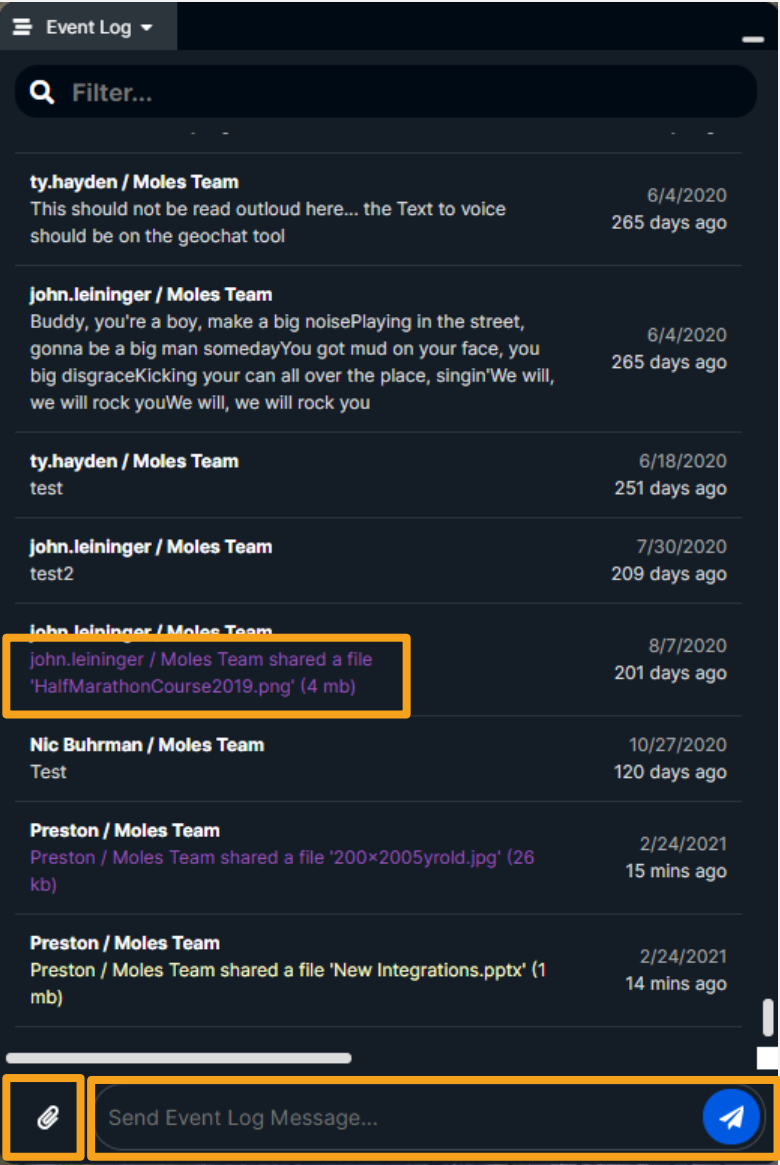 Event Log
Filter...
ty.hayden / Moles Team
This should not be read outloud here... the Text to voice
should be on the geochat tool
6/4/2020
265 days ago
john.leininger / Moles Team
Buddy, you're a boy, make a big noisePlaying in the street,
gonna be a big man somedayYou got mud on your face, you
big disgraceKicking your can all over the place, singin'We will,
we will rock youWe will, we will rock you
6/4/2020
265 days ago
ty.hayden / Moles Team
test
6/18/2020
251 days ago
john.leininger / Moles Team
test2
7/30/2020
209 days ago
john.leininger / Moles Team
john.leininger / Moles Team shared a file
'HalfMarathonCourse2019.png' (4 mb)
8/7/2020
201 days ago
Nic Buhrman / Moles Team
Test
10/27/2020
120 days ago
Preston / Moles Team
Preston / Moles Team shared a file '200×2005yrold.jpg' (26
kb)
2/24/2021
15 mins ago
Preston / Moles Team
Preston / Moles Team shared a file 'New Integrations.pptx' (1
mb)
2/24/2021
14 mins ago
Send Event Log Message...